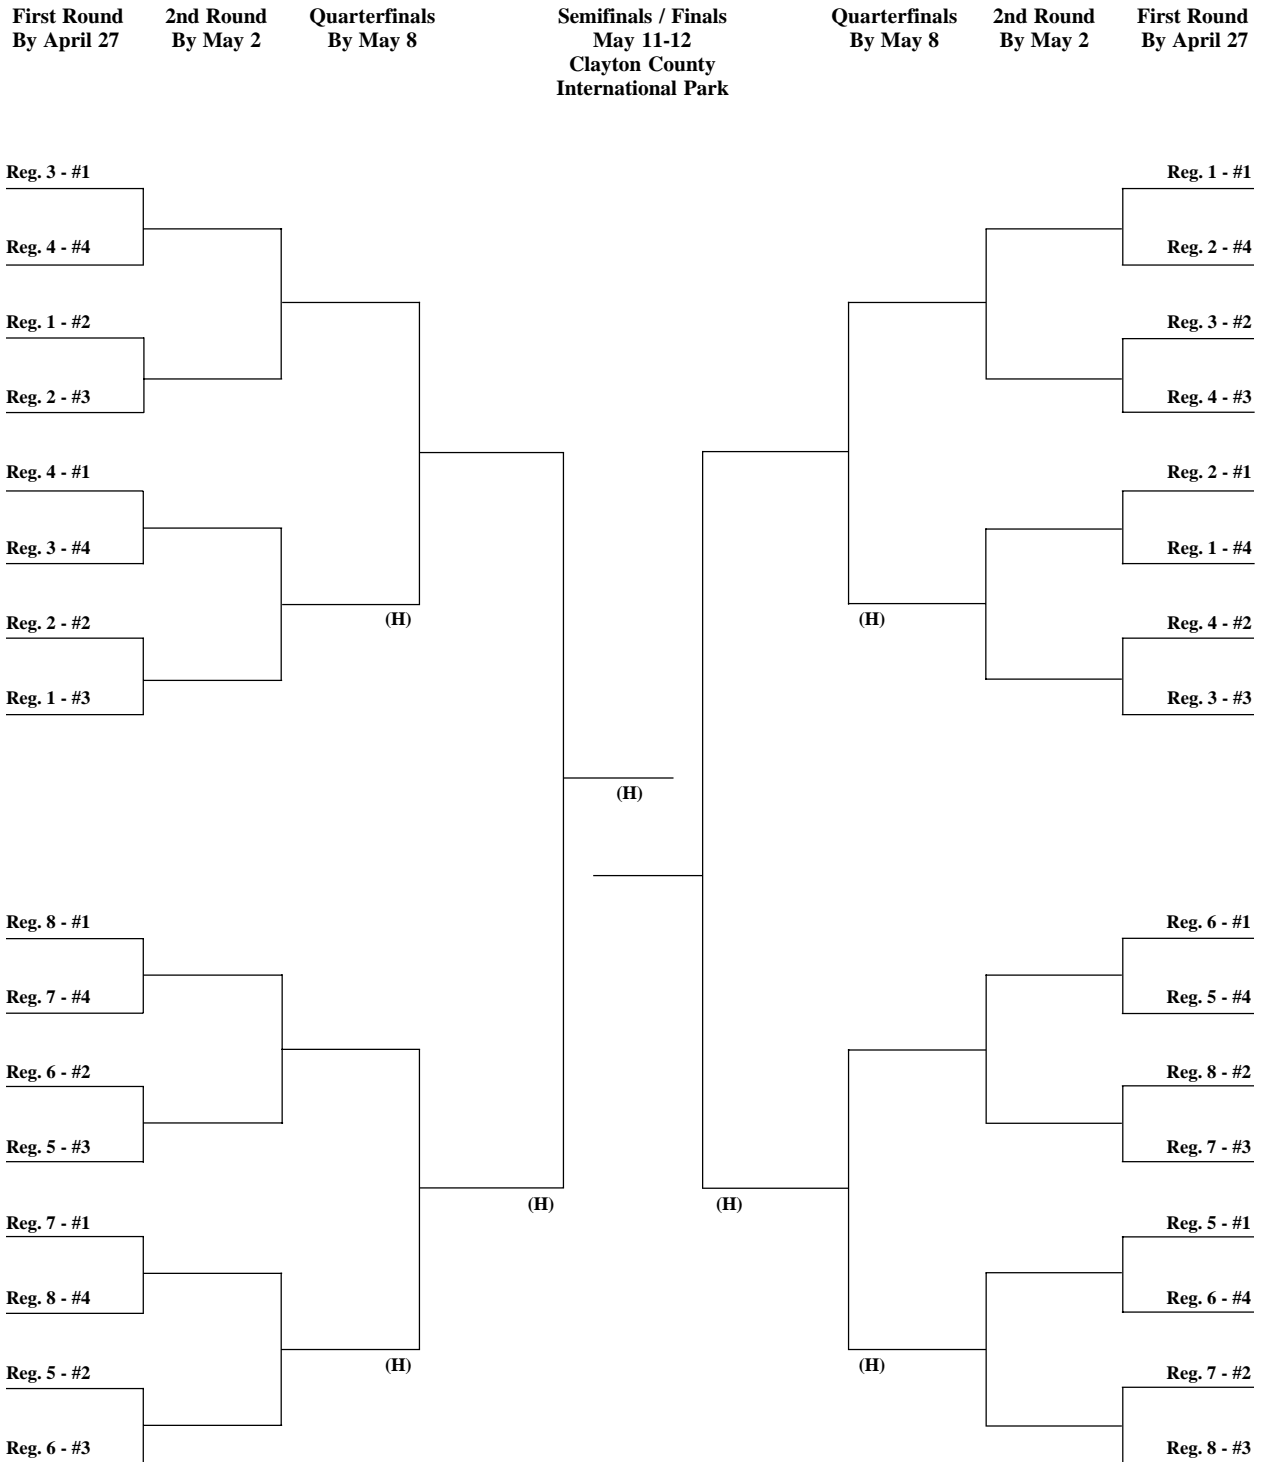 First Round
By April 27
2nd Round
By May 2
Quarterfinals
By May 8
Semifinals / Finals
May 11-12
Clayton County
International Park
Quarterfinals
By May 8
2nd Round
By May 2
First Round
By April 27
Reg. 3 - #1
Reg. 4 - #4
Reg. 1 - #2
Reg. 2 - #3
Reg. 4 - #1
Reg. 3 - #4
(H)
Reg. 2 - #2
Reg. 1 - #3
Reg. 1 - #1
Reg. 2 - #4
Reg. 3 - #2
Reg. 4 - #3
Reg. 2 - #1
Reg. 1 - #4
(H)
Reg. 4 - #2
Reg. 3 - #3
(H)
Reg. 8 - #1
Reg. 7 - #4
Reg. 6 - #2
Reg. 5 - #3
(H)
Reg. 7 - #1
Reg. 8 - #4
(H)
Reg. 5 - #2
Reg. 6 - #3
Reg. 6 - #1
Reg. 5 - #4
Reg. 8 - #2
Reg. 7 - #3
(H)
Reg. 5 - #1
Reg. 6 - #4
(H)
Reg. 7 - #2
Reg. 8 - #3